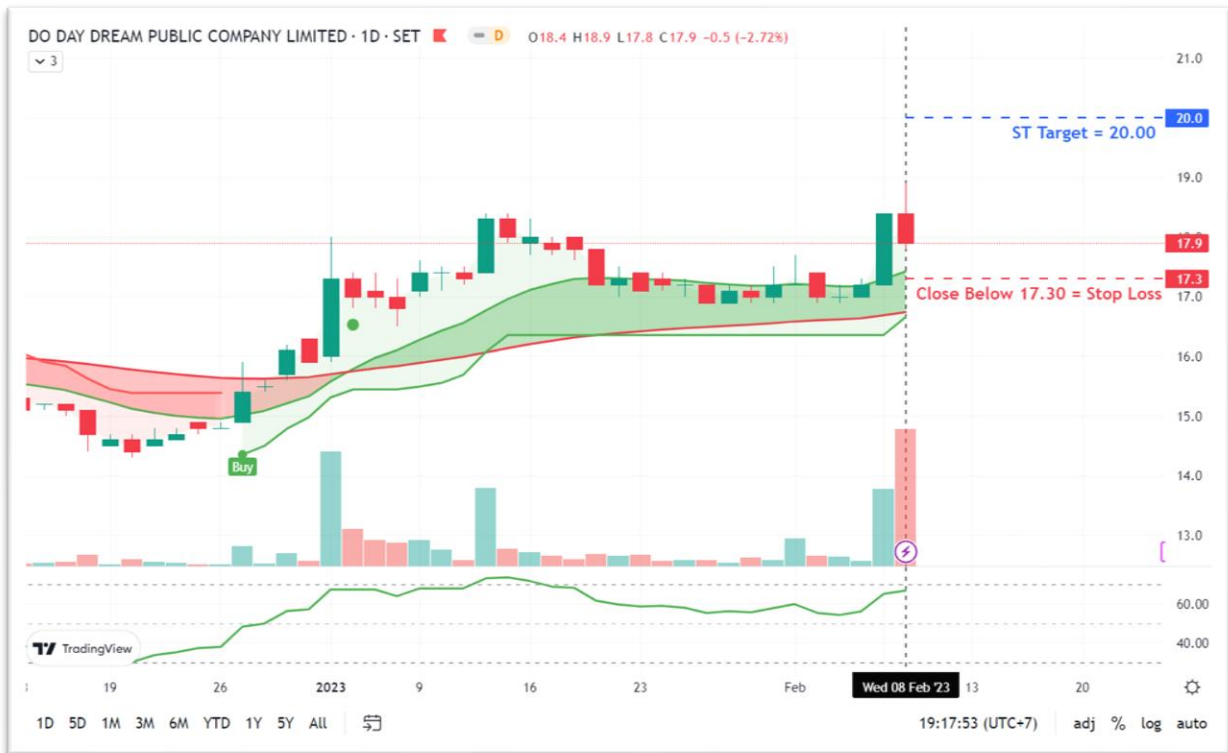 DO DAY DREAM PUBLIC COMPANY LIMITED · 1D · SET D O18.4 H18.9 L17.8 C17.9 −0.5 (−2.72%)
3
21.0
20.0
ST Target = 20.00
19.0
17.9
17.3
Close Below 17.30 = Stop Loss
17.0
16.0
15.0
Buy
14.0
13.0
60.00
40.00
TradingView
19 26 2023 9 16 23 Feb Wed 08 Feb '23 13 20
1D 5D 1M 3M 6M YTD 1Y 5Y All 19:17:53 (UTC+7) adj % log auto